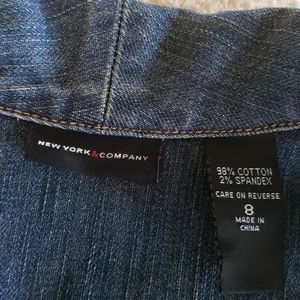 NEW YORK&COMPANY
98% COTTON
2% SPANDEX
CARE ON REVERSE
8
MADE IN
CHINA